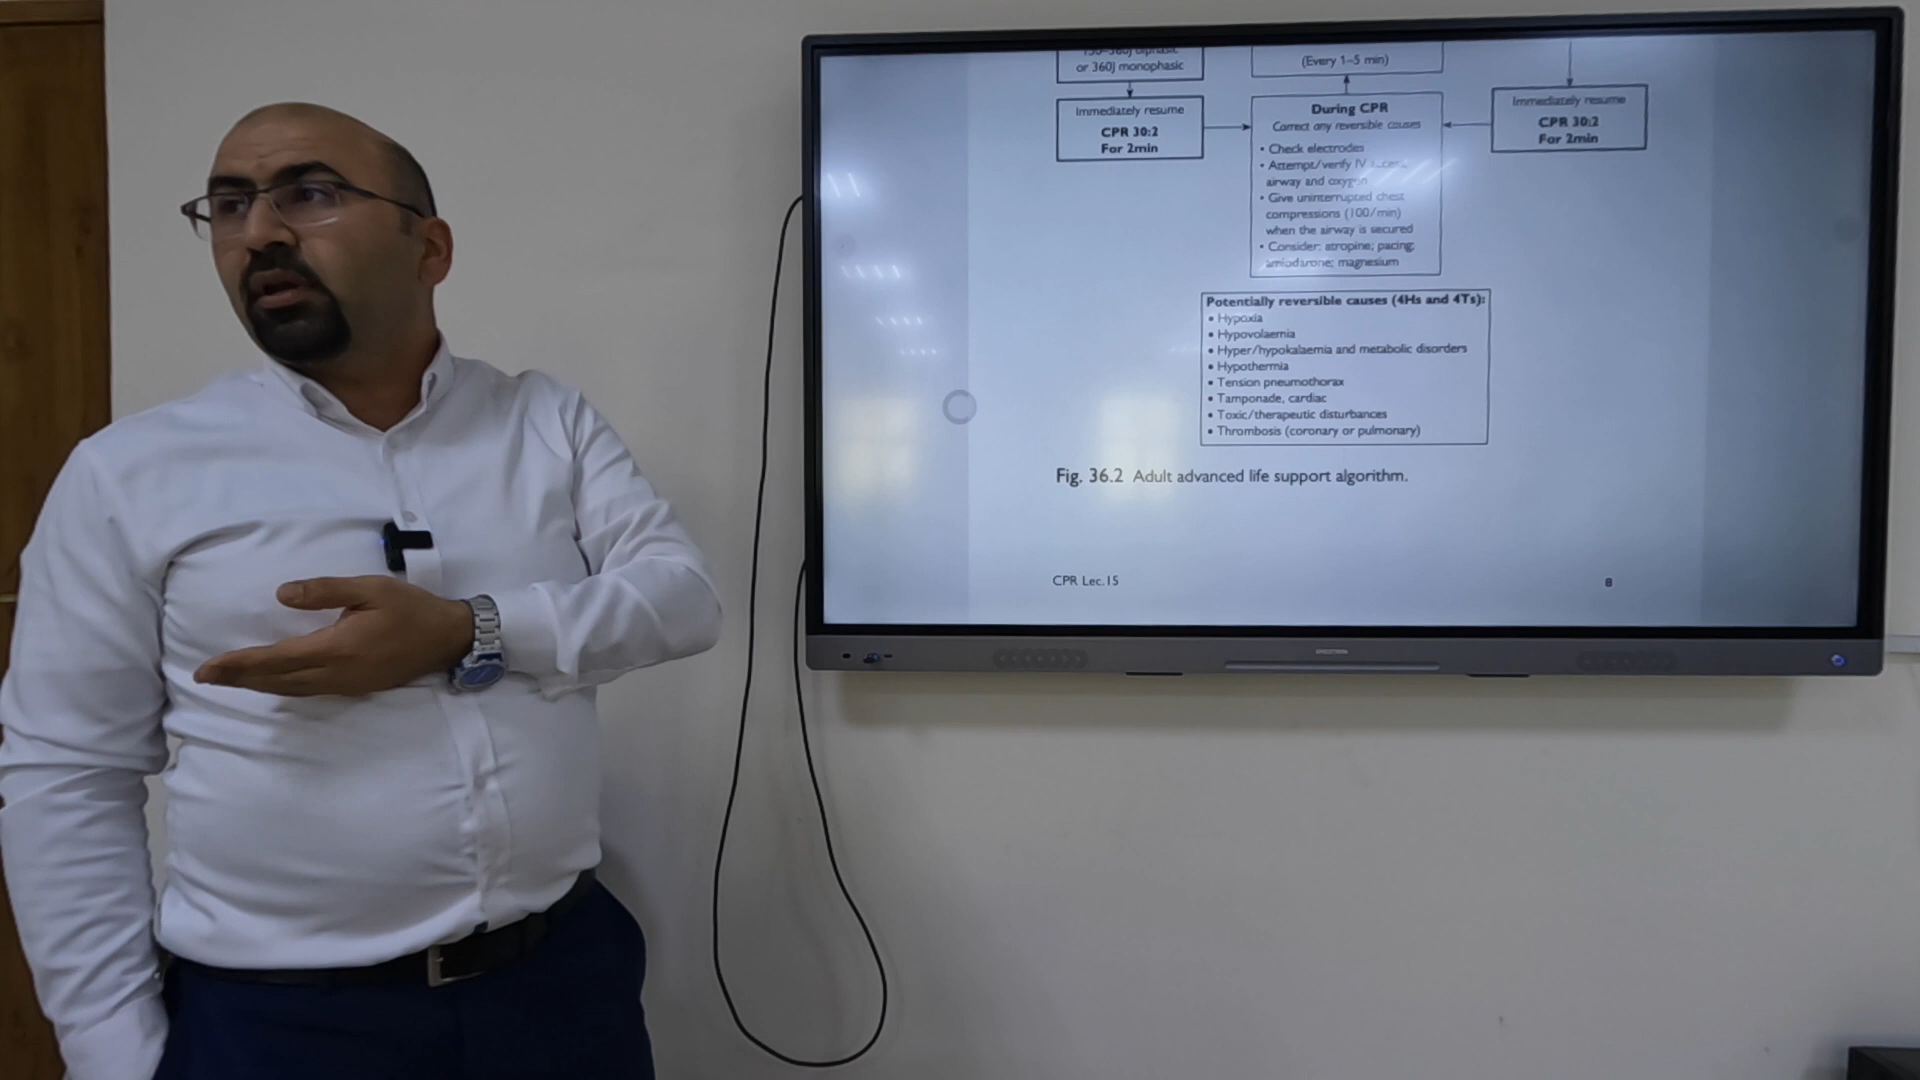 or 360J monophasic
Immediately resume
CPR 30:2
For 2min
(Every 1–5 min)
During CPR
Correct any reversible causes
• Check electrodes
• Attempt/verify IV
airway and oxygen
• Give uninterrupted chest
compressions (100/min)
when the airway is secured
• Consider: atropine; pacing;
amiodarone; magnesium
Immediately resume
CPR 30:2
For 2min
Potentially reversible causes (4Hs and 4Ts):
• Hypoxia
• Hypovolaemia
• Hyper/hypokalaemia and metabolic disorders
• Hypothermia
• Tension pneumothorax
• Tamponade, cardiac
• Toxic/therapeutic disturbances
• Thrombosis (coronary or pulmonary)
Fig. 36.2 Adult advanced life support algorithm.
CPR Lec.15
8